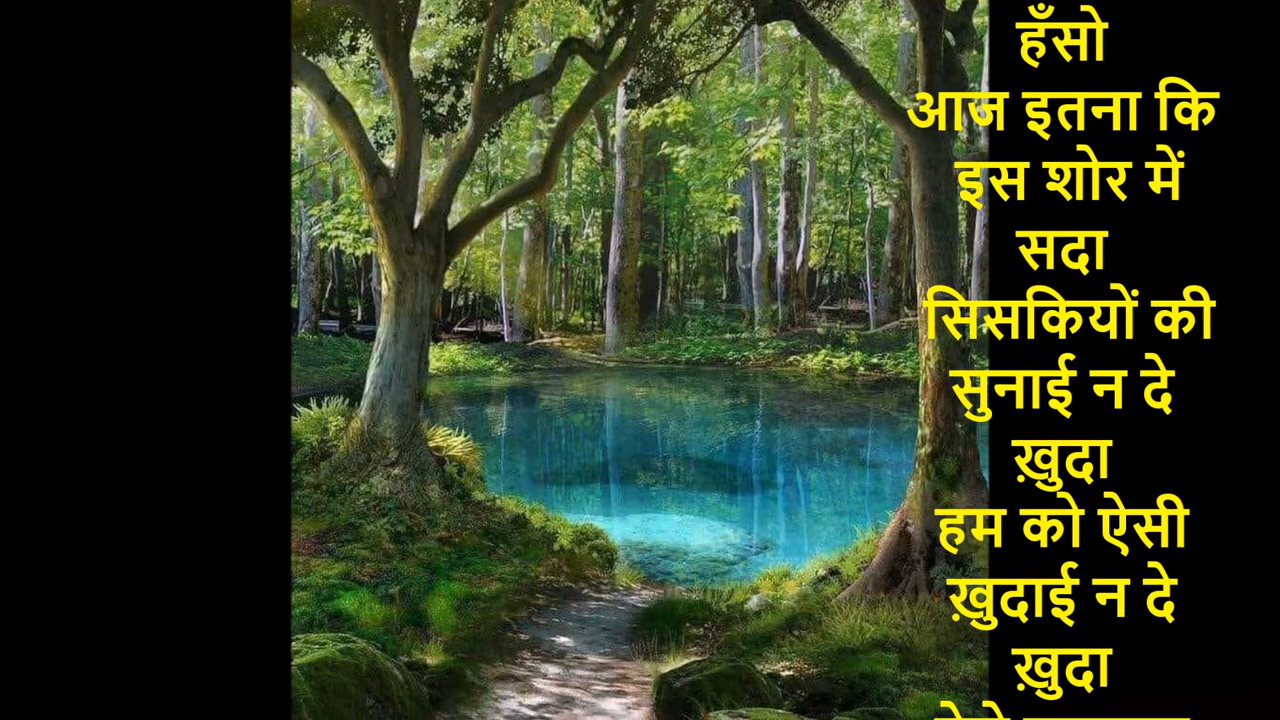 हँसो
आज इतना कि
इस शोर में
सदा
सिसकियों की
सुनाई न दे
ख़ुदा
हम को ऐसी
ख़ुदाई न दे
ख़ुदा